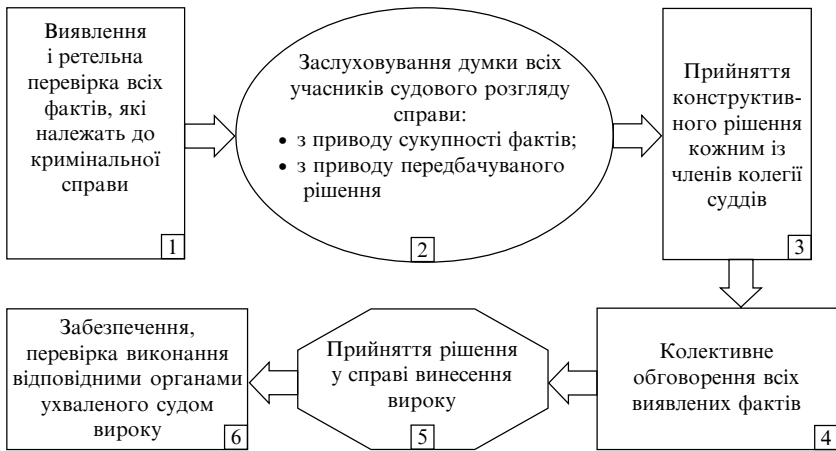 Виявлення
і ретельна
перевірка всіх
фактів, які
належать до
кримінальної
справи
1
Заслуховування думки всіх
учасників судового розгляду
справи:
• з приводу сукупності фактів;
• з приводу передбачуваного
рішення
2
Прийняття
конструктив-
ного рішення
кожним із
членів колегії
суддів
3
Колективне
обговорення всіх
виявлених фактів
4
Прийняття рішення
у справі винесення
вироку
5
Забезпечення,
перевірка виконання
відповідними органами
ухваленого судом
вироку
6